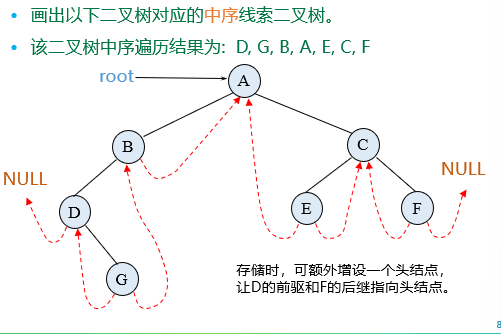 • 画出以下二叉树对应的中序线索二叉树。
• 该二叉树中序遍历结果为: D, G, B, A, E, C, F
root
A
B
C
NULL
NULL
D
E
F
G
存储时，可额外增设一个头结点，
让D的前驱和F的后继指向头结点。
8